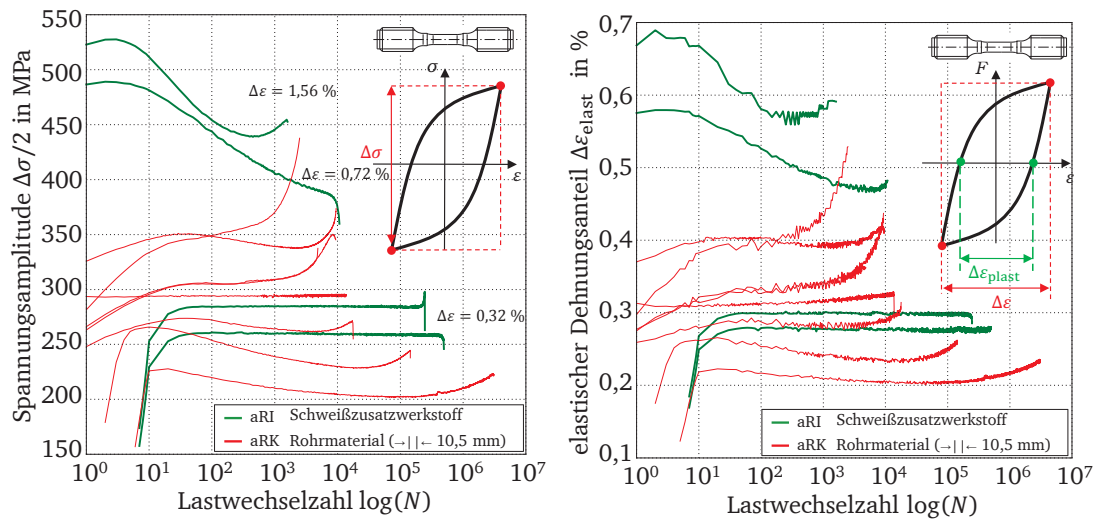 Spannungsamplitude Δσ/2 in MPa
550
500
450
400
350
300
250
200
150
10⁰
10¹
10²
10³
10⁴
10⁵
10⁶
10⁷
Lastwechselzahl log(N)
Δε = 1,56 %
Δε = 0,72 %
Δε = 0,32 %
σ
Δσ
ε
aRI Schweißzusatzwerkstoff
aRK Rohrmaterial (→| |← 10,5 mm)
elastischer Dehnungsanteil Δε_elast in %
0,7
0,6
0,5
0,4
0,3
0,2
0,1
10⁰
10¹
10²
10³
10⁴
10⁵
10⁶
10⁷
Lastwechselzahl log(N)
F
ε
Δε_plast
Δε
aRI Schweißzusatzwerkstoff
aRK Rohrmaterial (→| |← 10,5 mm)